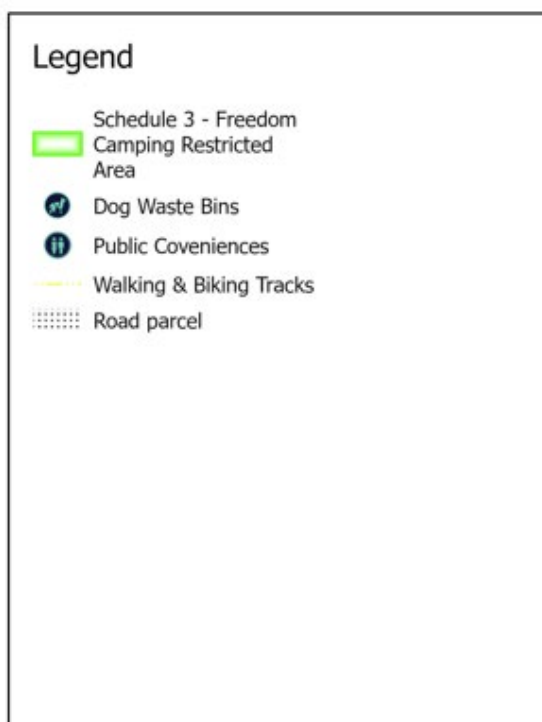 Legend
Schedule 3 - Freedom
Camping Restricted
Area
Dog Waste Bins
Public Coveniences
Walking & Biking Tracks
Road parcel